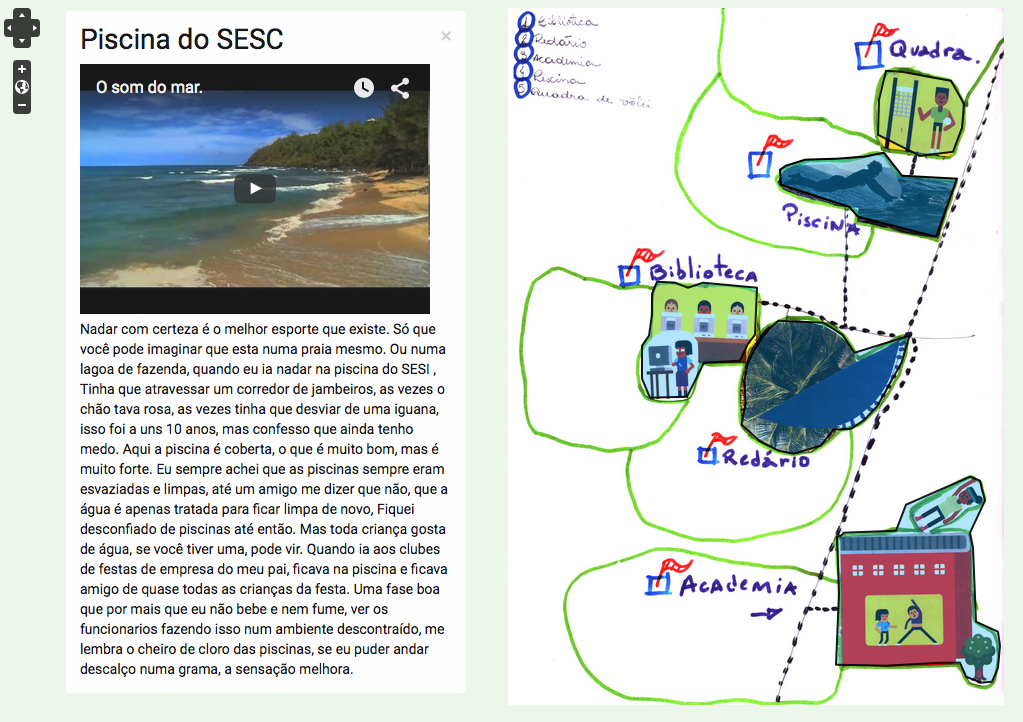 Piscina do SESC
×
O som do mar.
Nadar com certeza é o melhor esporte que existe. Só que
você pode imaginar que esta numa praia mesmo. Ou numa
lagoa de fazenda, quando eu ia nadar na piscina do SESI ,
Tinha que atravessar um corredor de jambeiros, as vezes o
chão tava rosa, as vezes tinha que desviar de uma iguana,
isso foi a uns 10 anos, mas confesso que ainda tenho
medo. Aqui a piscina é coberta, o que é muito bom, mas é
muito forte. Eu sempre achei que as piscinas sempre eram
esvaziadas e limpas, até um amigo me dizer que não, que a
água é apenas tratada para ficar limpa de novo, Fiquei
desconfiado de piscinas até então. Mas toda criança gosta
de água, se você tiver uma, pode vir. Quando ia aos clubes
de festas de empresa do meu pai, ficava na piscina e ficava
amigo de quase todas as crianças da festa. Uma fase boa
que por mais que eu não bebe e nem fume, ver os
funcionarios fazendo isso num ambiente descontraído, me
lembra o cheiro de cloro das piscinas, se eu puder andar
descalço numa grama, a sensação melhora.
1 Biblioteca
2 Redário
3 Academia
4 Piscina
5 Quadra de vôlei
Quadra.
Piscina
Biblioteca
Redário
Academia